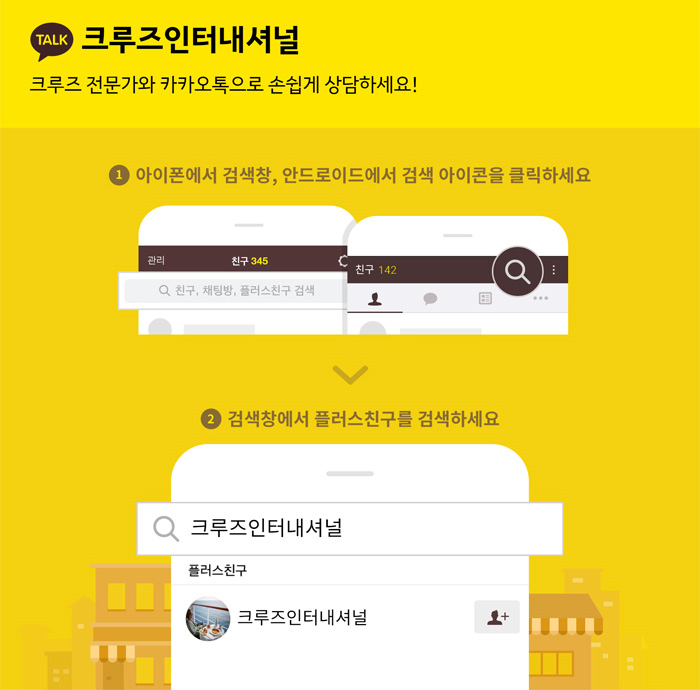 TALK 크루즈인터내셔널
크루즈 전문가와 카카오톡으로 손쉽게 상담하세요!
1 아이폰에서 검색창, 안드로이드에서 검색 아이콘을 클릭하세요
관리 친구 345
친구 142
친구, 채팅방, 플러스친구 검색
2 검색창에서 플러스친구를 검색하세요
크루즈인터내셔널
플러스친구
크루즈인터내셔널